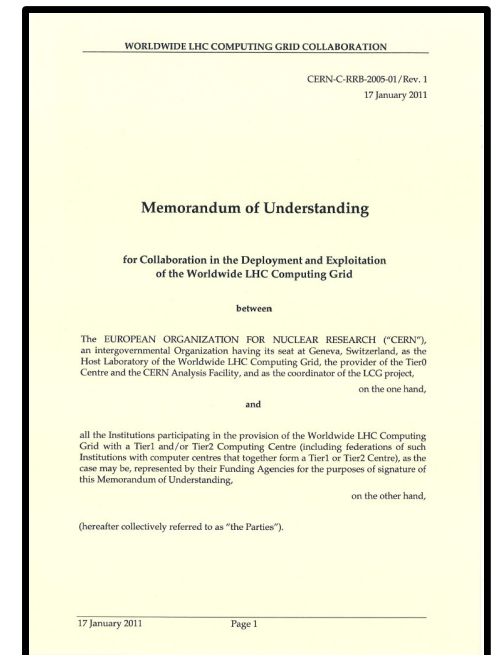 WORLDWIDE LHC COMPUTING GRID COLLABORATION
CERN-C-RRB-2005-01/Rev. 1
17 January 2011
Memorandum of Understanding
for Collaboration in the Deployment and Exploitation
of the Worldwide LHC Computing Grid
between
The EUROPEAN ORGANIZATION FOR NUCLEAR RESEARCH ("CERN"),
an intergovernmental Organization having its seat at Geneva, Switzerland, as the
Host Laboratory of the Worldwide LHC Computing Grid, the provider of the Tier0
Centre and the CERN Analysis Facility, and as the coordinator of the LCG project,
on the one hand,
and
all the Institutions participating in the provision of the Worldwide LHC Computing
Grid with a Tier1 and/or Tier2 Computing Centre (including federations of such
Institutions with computer centres that together form a Tier1 or Tier2 Centre), as the
case may be, represented by their Funding Agencies for the purposes of signature of
this Memorandum of Understanding,
on the other hand,
(hereafter collectively referred to as "the Parties").
17 January 2011 Page 1